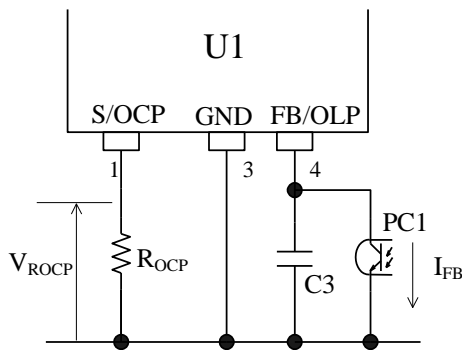 U1
S/OCP GND FB/OLP
1 3 4
PC1
VROCP ROCP C3 IFB